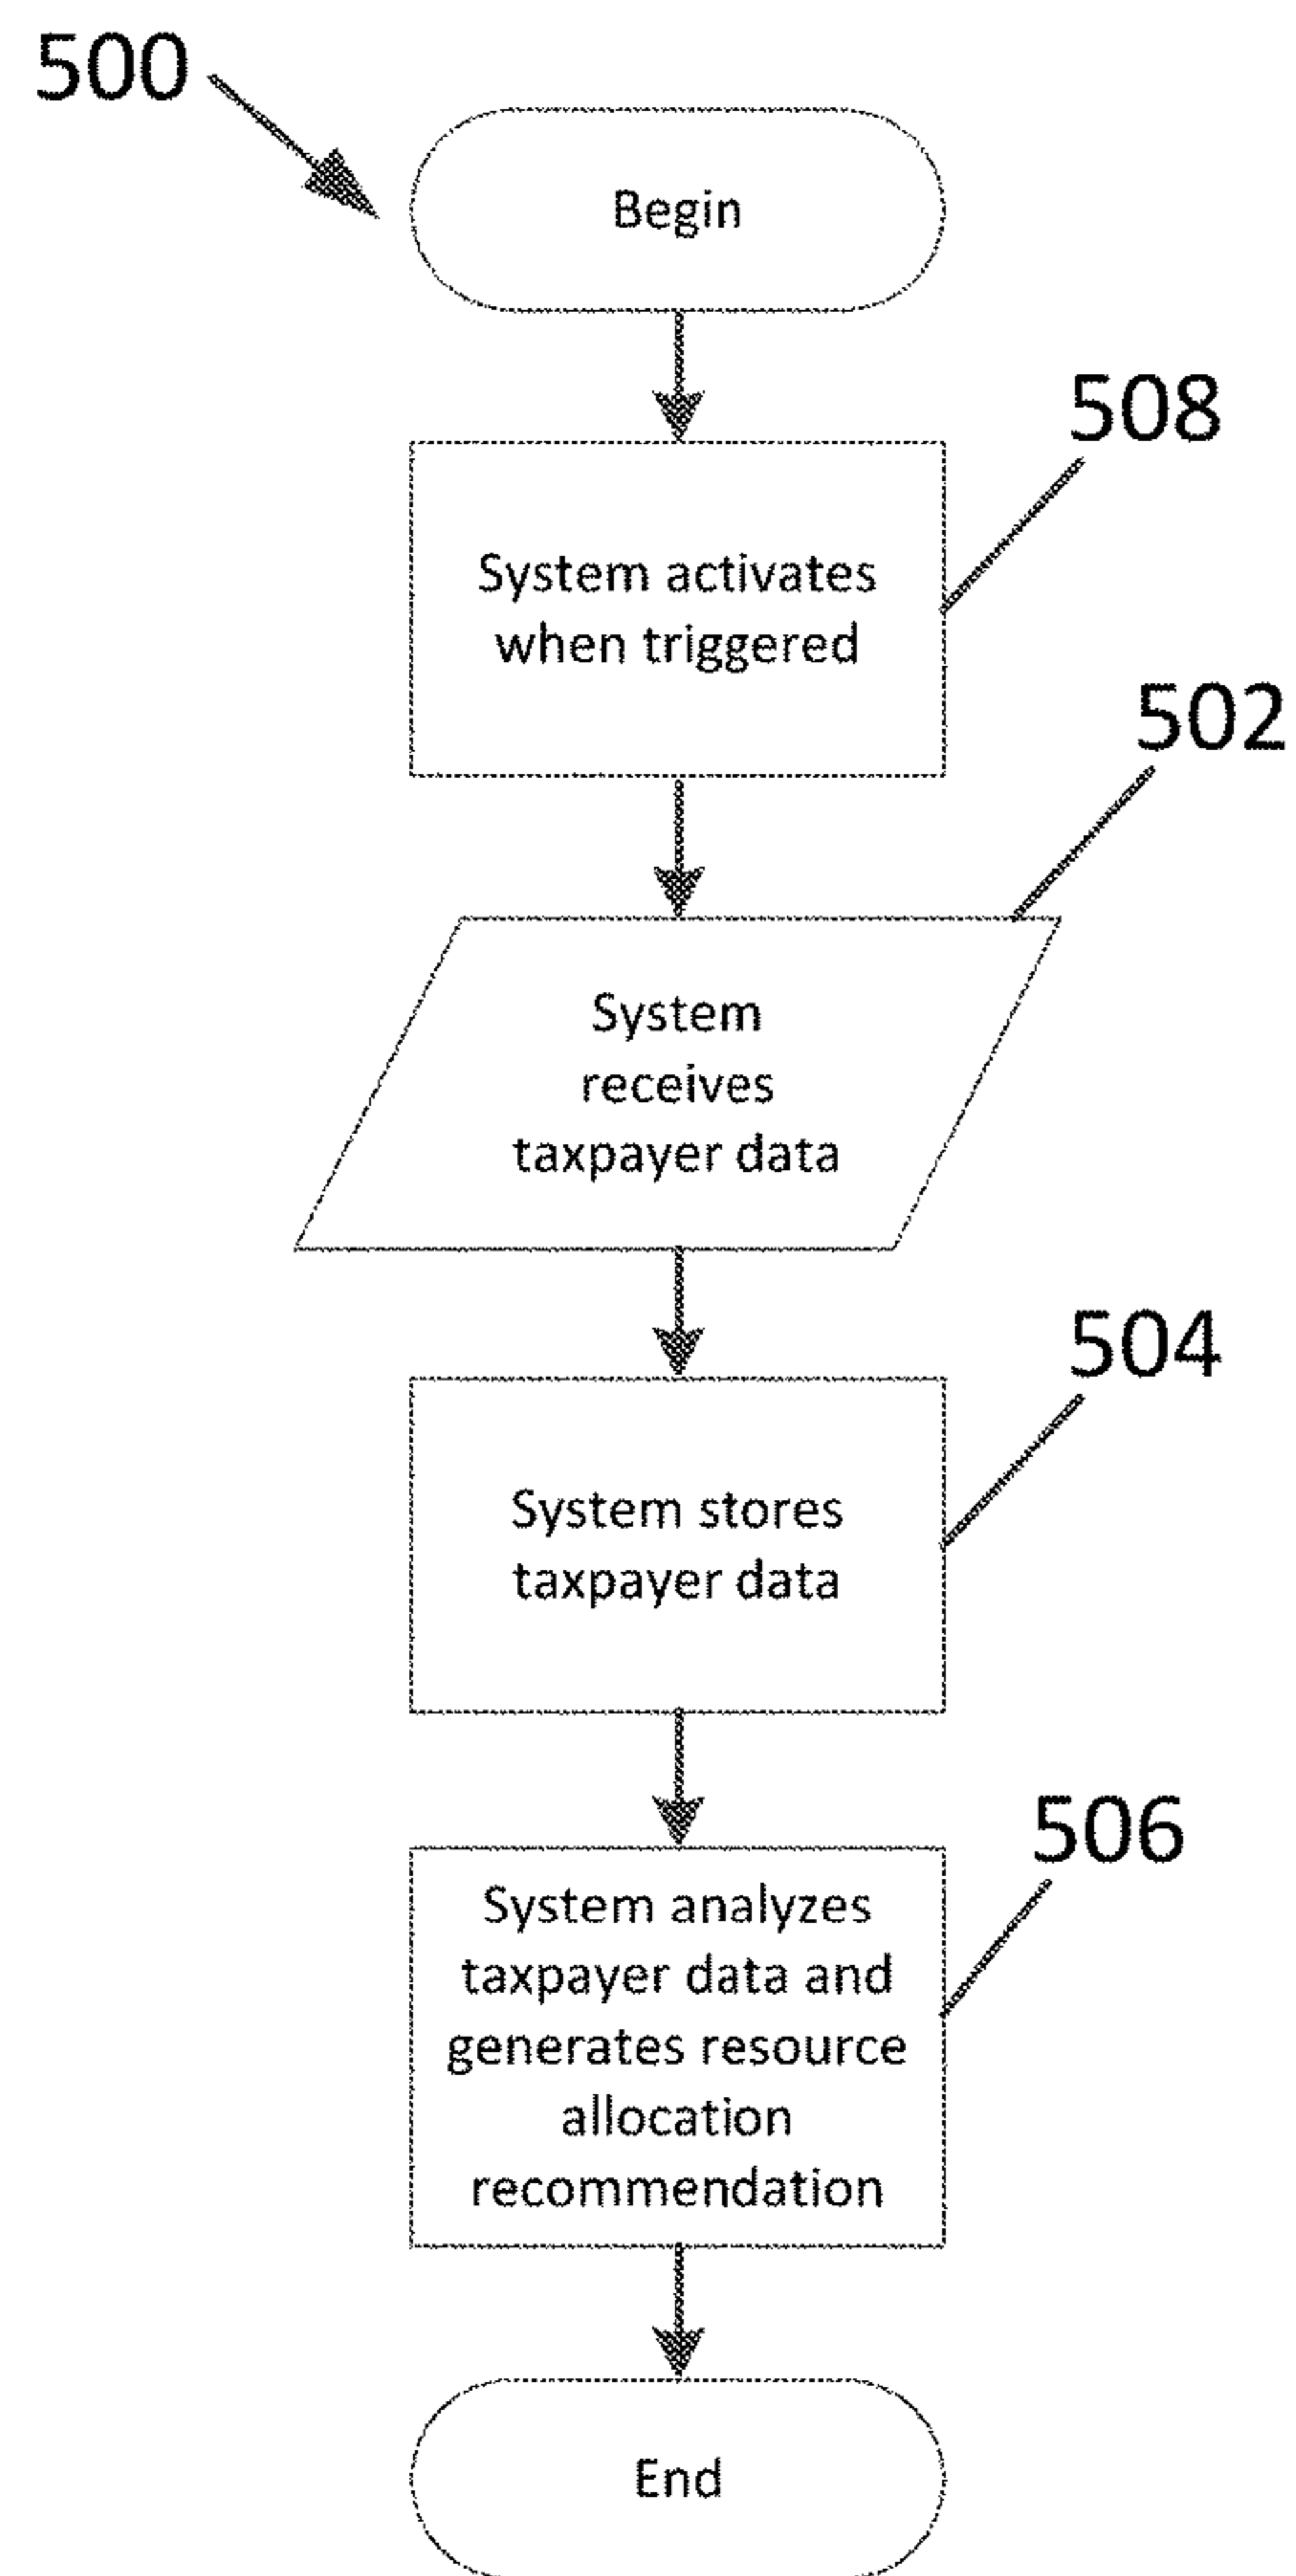 500
Begin
508
System activates
when triggered
502
System
receives
taxpayer data
504
System stores
taxpayer data
506
System analyzes
taxpayer data and
generates resource
allocation
recommendation
End